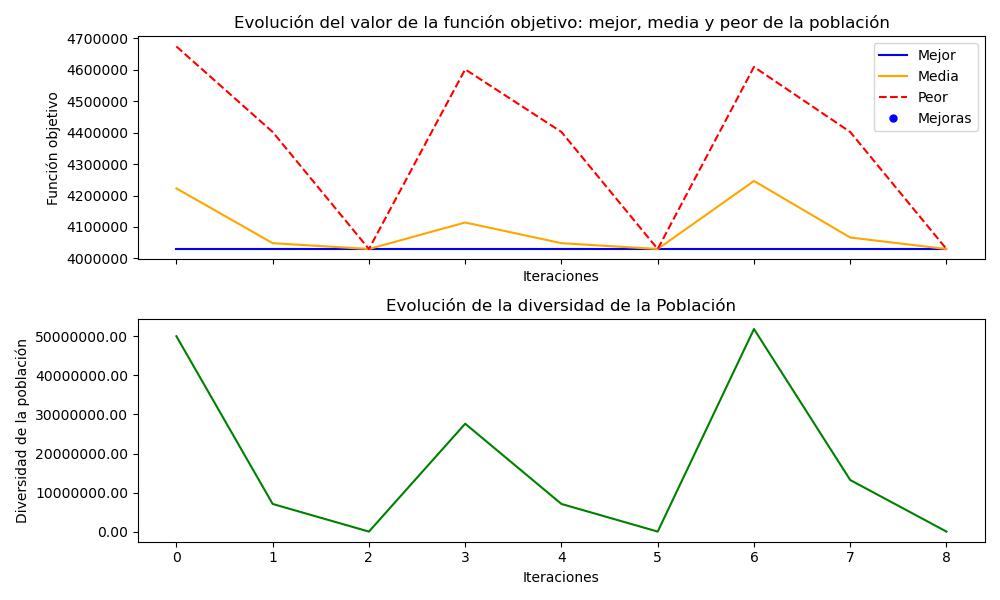 Evolución del valor de la función objetivo: mejor, media y peor de la población
4700000
4600000
4500000
4400000
4300000
4200000
4100000
4000000
Función objetivo
Mejor
Media
Peor
Mejoras
Iteraciones
Evolución de la diversidad de la Población
50000000.00
40000000.00
30000000.00
20000000.00
10000000.00
0.00
Diversidad de la población
0 1 2 3 4 5 6 7 8
Iteraciones